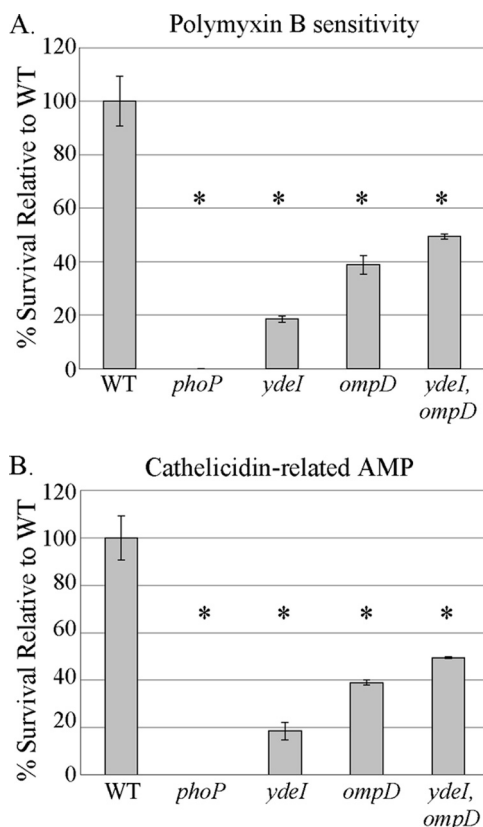 A.
Polymyxin B sensitivity
% Survival Relative to WT
120
100
80
60
40
20
0
* * * *
WT phoP ydeI ompD ydeI,
ompD
B.
Cathelicidin-related AMP
% Survival Relative to WT
120
100
80
60
40
20
0
* * * *
WT phoP ydeI ompD ydeI,
ompD